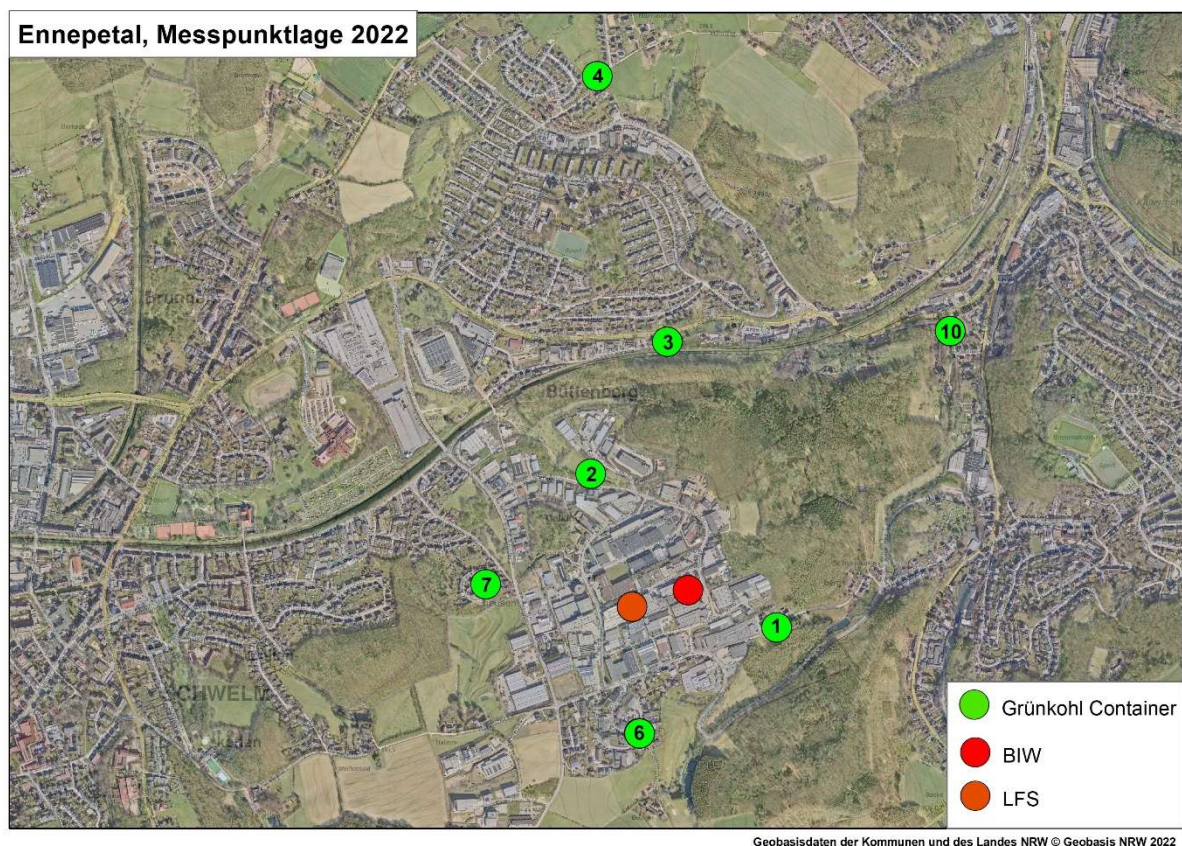 Ennepetal, Messpunktlage 2022
4
3
10
Büttenberg
2
7
1
6
Grünkohl Container
BIW
LFS
Geobasisdaten der Kommunen und des Landes NRW © Geobasis NRW 2022